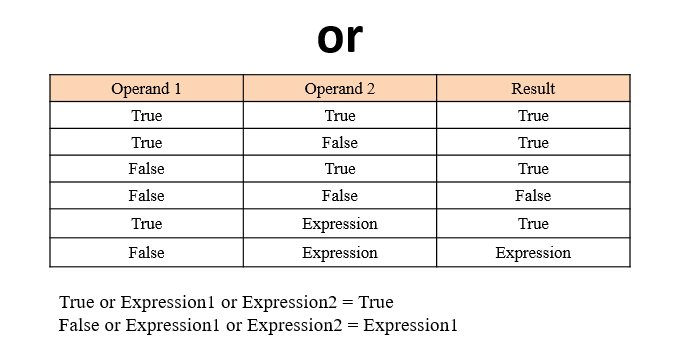 or
Operand 1 Operand 2 Result
True True True
True False True
False True True
False False False
True Expression True
False Expression Expression
True or Expression1 or Expression2 = True
False or Expression1 or Expression2 = Expression1